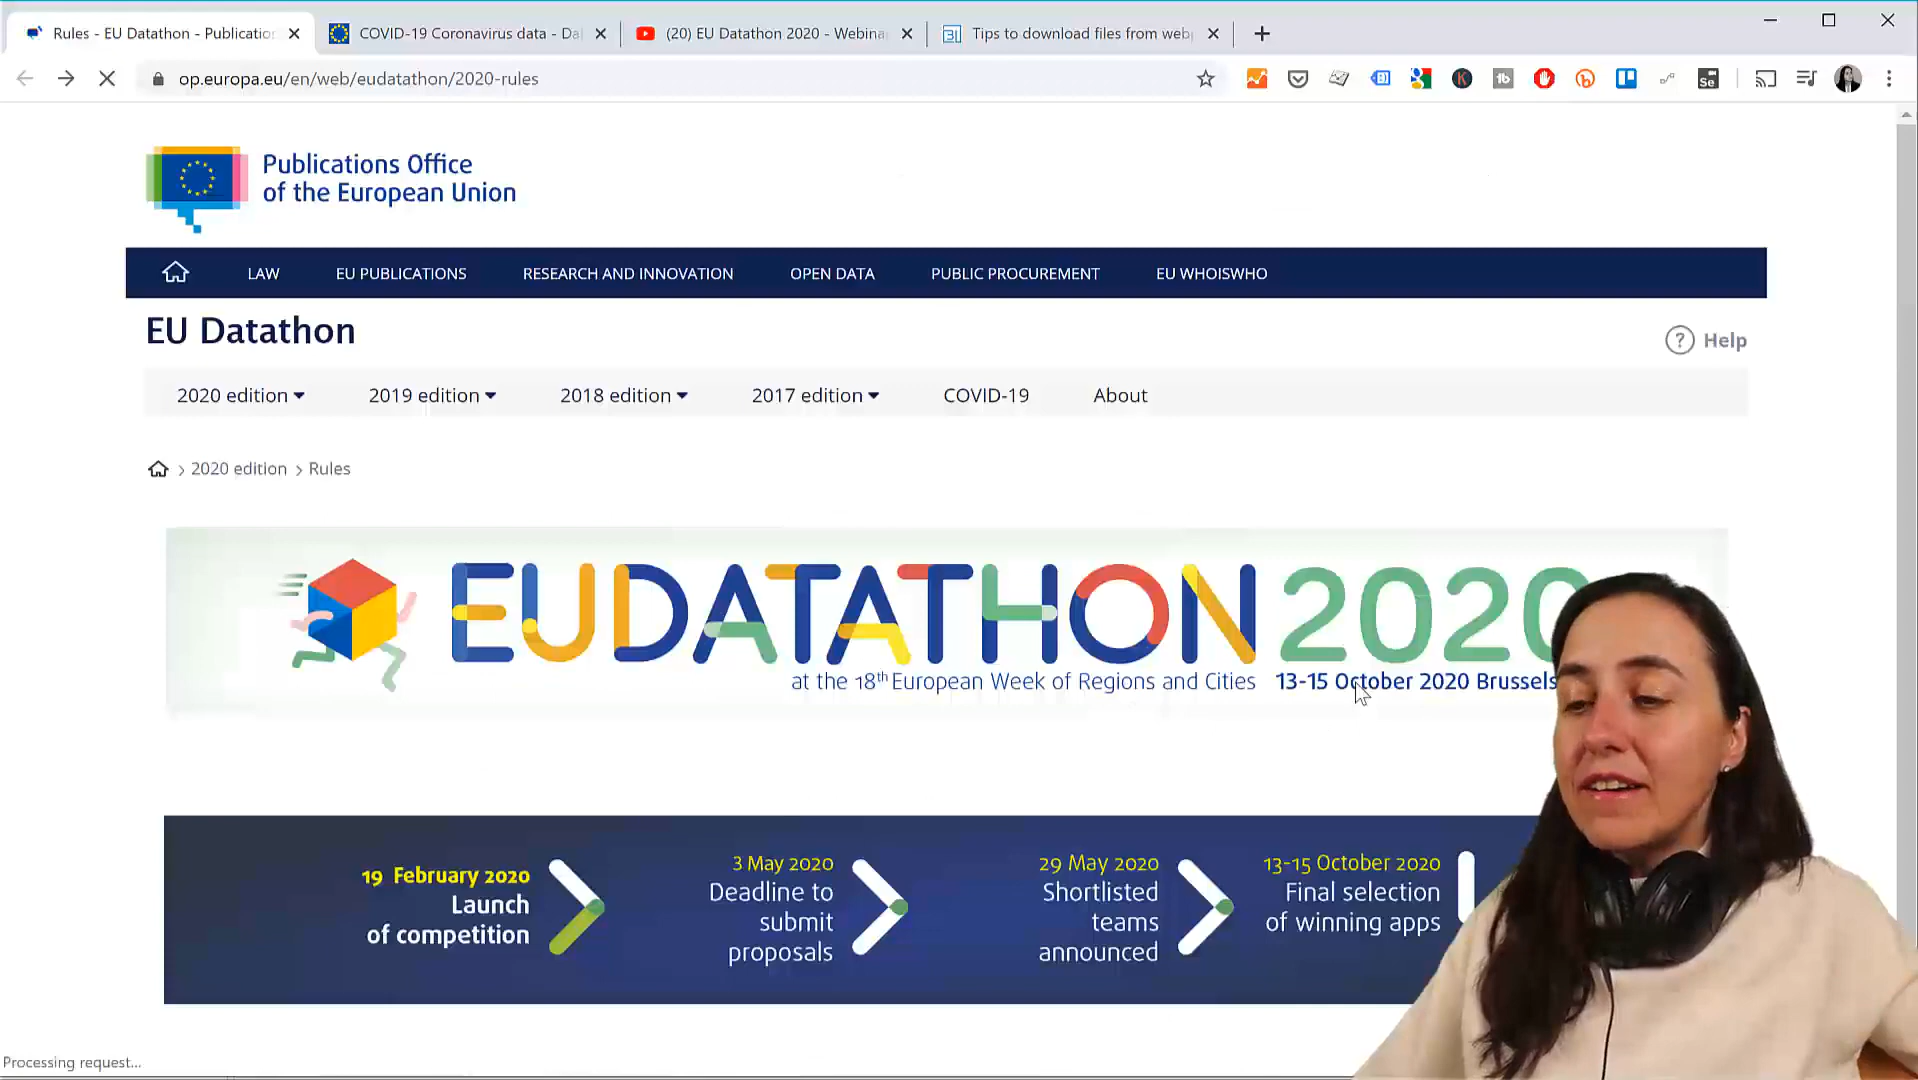 Rules - EU Datathon - Publicatio
COVID-19 Coronavirus data - Da
(20) EU Datathon 2020 - Webina
31
Tips to download files from web
op.europa.eu/en/web/eudatathon/2020-rules
K
tb
Se
Publications Office
of the European Union
LAW
EU PUBLICATIONS
RESEARCH AND INNOVATION
OPEN DATA
PUBLIC PROCUREMENT
EU WHOISWHO
EU Datathon
? Help
2020 edition
2019 edition
2018 edition
2017 edition
COVID-19
About
> 2020 edition > Rules
EUDATATHON 2020
at the 18th European Week of Regions and Cities 13-15 October 2020 Brussels
19 February 2020
Launch
of competition
3 May 2020
Deadline to
submit
proposals
29 May 2020
Shortlisted
teams
announced
13-15 October 2020
Final selection
of winning apps
Processing request...